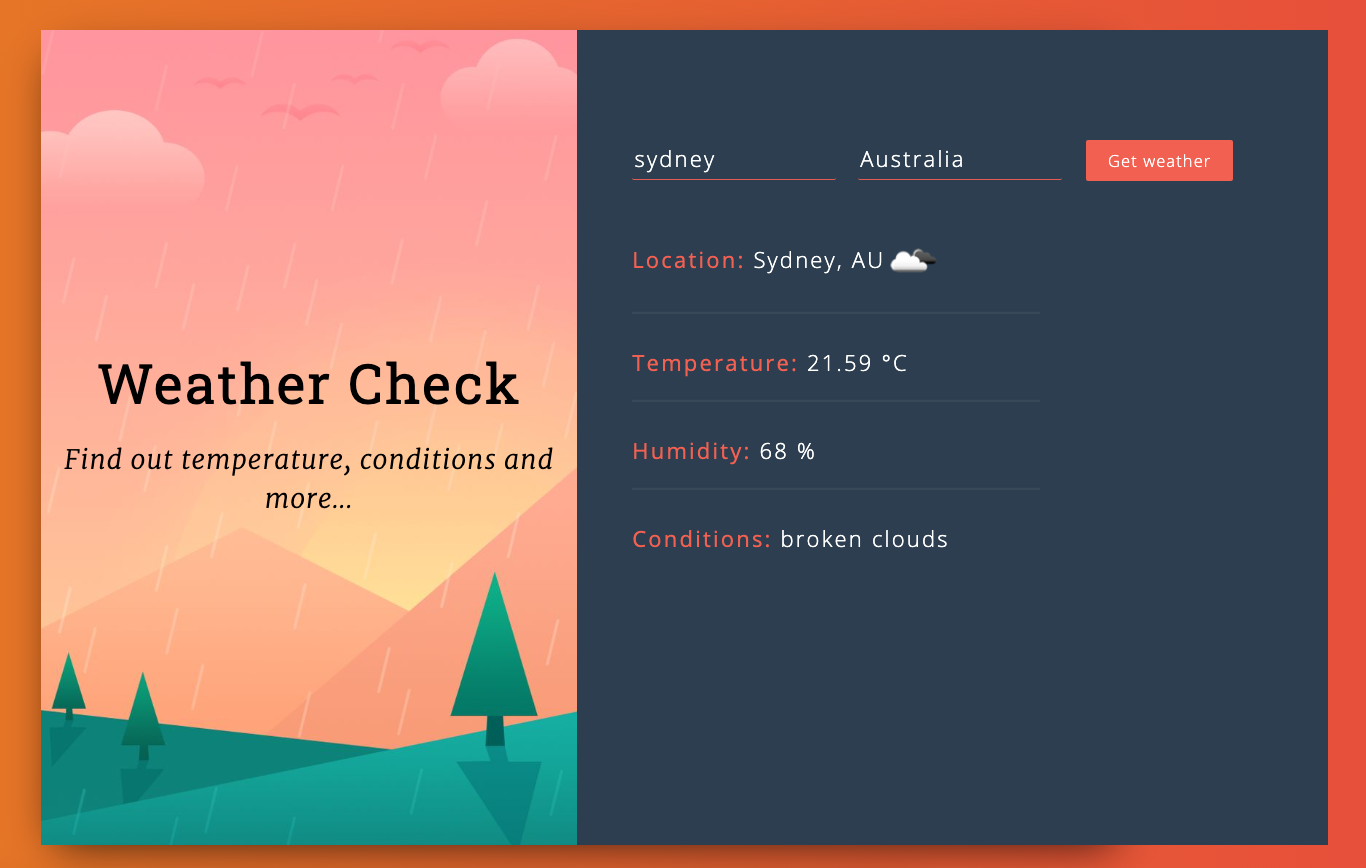 Weather Check
Find out temperature, conditions and
more...
sydney
Australia
Get weather
Location: Sydney, AU
Temperature: 21.59 °C
Humidity: 68 %
Conditions: broken clouds